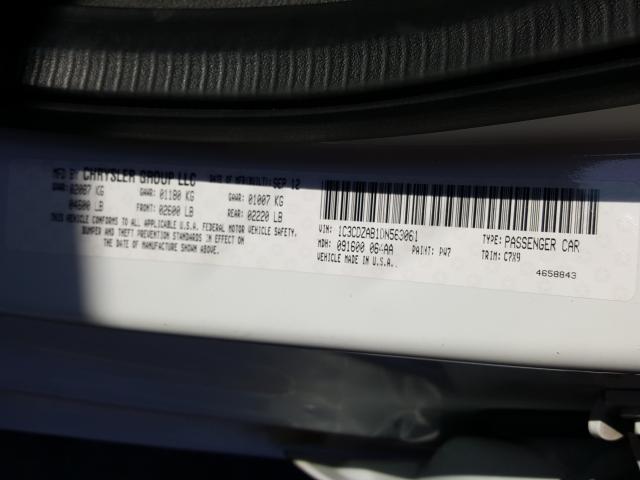 MFD BY CHRYSLER GROUP LLC DATE OF MFR(BUILT): SEP 12
GVWR: 02087 KG GAWR: 01180 KG GAWR: 01007 KG
04600 LB FRONT: 02600 LB REAR: 02220 LB
THIS VEHICLE CONFORMS TO ALL APPLICABLE U.S.A. FEDERAL MOTOR VEHICLE SAFETY,
BUMPER AND THEFT PREVENTION STANDARDS IN EFFECT ON
THE DATE OF MANUFACTURE SHOWN ABOVE.
VIN: 1C3CDZAB1DN563061 TYPE: PASSENGER CAR
MDH: 091600 064AA PAINT: PW7 TRIM: C7X9
VEHICLE MADE IN U.S.A.
4658843